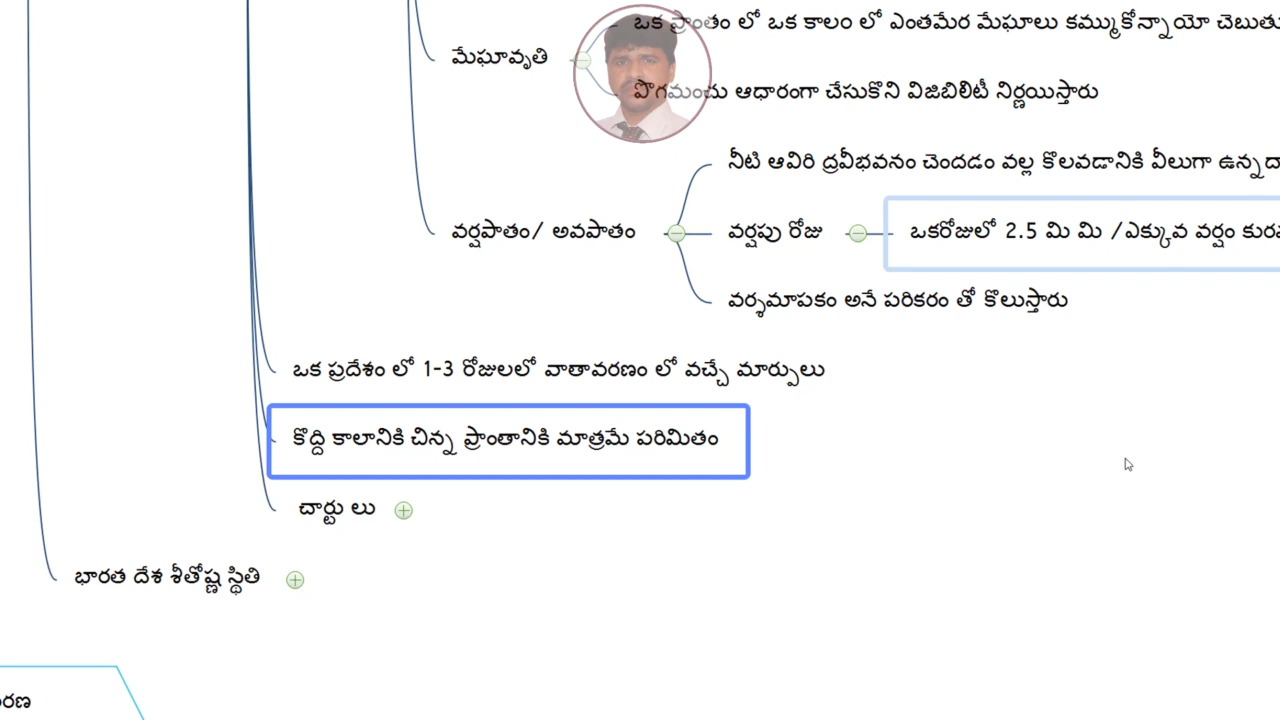 ఒక ప్రాంతం లో ఒక కాలం లో ఎంతమేర మేఘాలు కమ్ముకోన్నాయో
మేఘావృతి
పొగమంచు ఆధారంగా చేసుకొని విజిబిలిటీ నిర్ణయిస్తారు
నీటి ఆవిరి ద్రవీభవనం చెందడం వల్ల కొలవడానికి వీలుగా
వర్షపాతం/ అవపాతం
వర్షపు రోజు
ఒకరోజులో 2.5 మి మి /ఎక్కువ వర్షం
వర్శమాపకం అనే పరికరం తో కొలుస్తారు
ఒక ప్రదేశం లో 1-3 రోజులలో వాతావరణం లో వచ్చే మార్పులు
కొద్ది కాలానికి చిన్న ప్రాంతానికి మాత్రమే పరిమితం
చార్టు లు
భారత దేశ శీతోష్ణ స్థితి